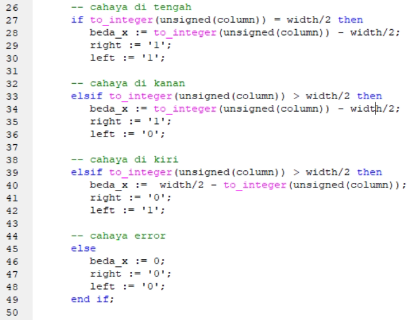 26 -- cahaya di tengah
27 if to_integer(unsigned(column)) = width/2 then
28 beda_x := to_integer(unsigned(column)) - width/2;
29 right := '1';
30 left := '1';
31
32 -- cahaya di kanan
33 elsif to_integer(unsigned(column)) > width/2 then
34 beda_x := to_integer(unsigned(column)) - width/2;
35 right := '1';
36 left := '0';
37
38 -- cahaya di kiri
39 elsif to_integer(unsigned(column)) > width/2 then
40 beda_x := width/2 - to_integer(unsigned(column));
41 right := '0';
42 left := '1';
43
44 -- cahaya error
45 else
46 beda_x := 0;
47 right := '0';
48 left := '0';
49 end if;
50